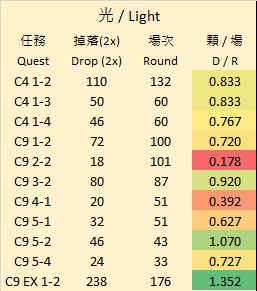 光 / Light
任務 掉落(2x) 場次 顆 / 場
Quest Drop (2x) Round D / R
C4 1-2 110 132 0.833
C4 1-3 50 60 0.833
C4 1-4 46 60 0.767
C9 1-2 72 100 0.720
C9 2-2 18 101 0.178
C9 3-2 80 87 0.920
C9 4-1 20 51 0.392
C9 5-1 32 51 0.627
C9 5-2 46 43 1.070
C9 5-4 24 33 0.727
C9 EX 1-2 238 176 1.352